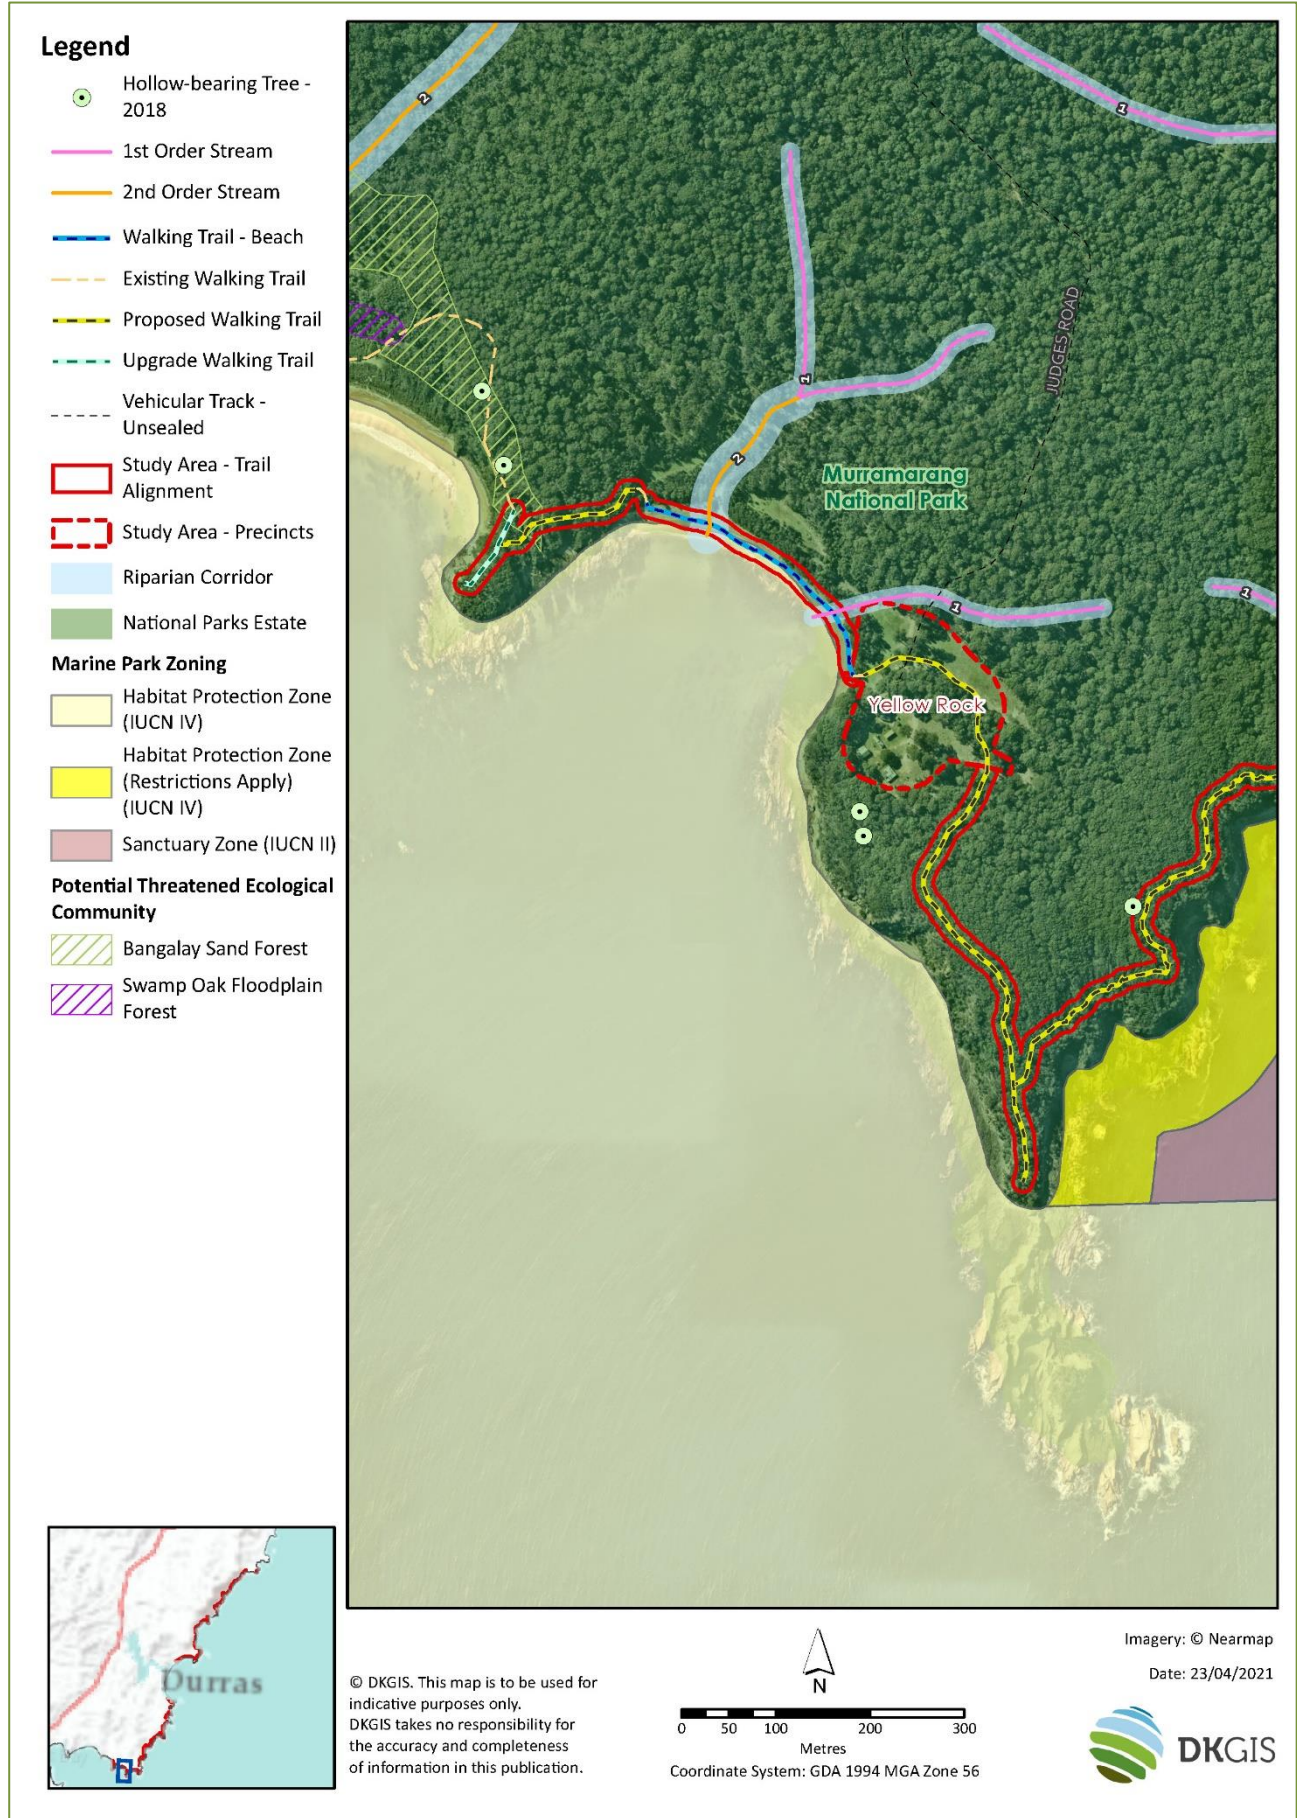 Legend
Hollow-bearing Tree -
2018
1st Order Stream
2nd Order Stream
Walking Trail - Beach
Existing Walking Trail
Proposed Walking Trail
Upgrade Walking Trail
Vehicular Track -
Unsealed
Study Area - Trail
Alignment
Study Area - Precincts
Riparian Corridor
National Parks Estate
Marine Park Zoning
Habitat Protection Zone
(IUCN IV)
Habitat Protection Zone
(Restrictions Apply)
(IUCN IV)
Sanctuary Zone (IUCN II)
Potential Threatened Ecological
Community
Bangalay Sand Forest
Swamp Oak Floodplain
Forest
2
1
1
2
JUDGES ROAD
Murramarang
National Park
1
1
Yellow Rock
Durras
© DKGIS. This map is to be used for
indicative purposes only.
DKGIS takes no responsibility for
the accuracy and completeness
of information in this publication.
N
0 50 100 200 300
Metres
Coordinate System: GDA 1994 MGA Zone 56
Imagery: © Nearmap
Date: 23/04/2021
DKGIS